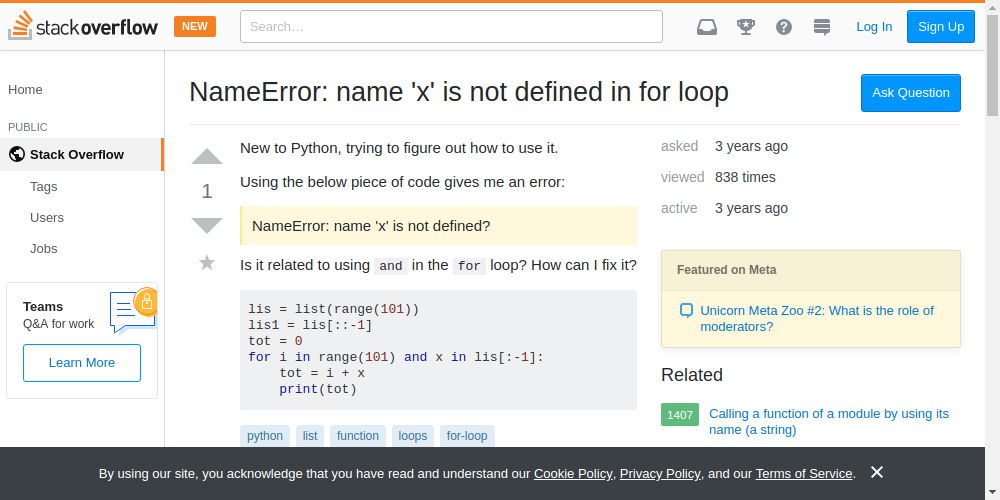 stackoverflow NEW Search… Log In Sign Up
Home
PUBLIC
Stack Overflow
Tags
Users
Jobs
Teams
Q&A for work
Learn More
NameError: name 'x' is not defined in for loop
Ask Question
1
New to Python, trying to figure out how to use it.
Using the below piece of code gives me an error:
NameError: name 'x' is not defined?
Is it related to using and in the for loop? How can I fix it?
lis = list(range(101))
lis1 = lis[::-1]
tot = 0
for i in range(101) and x in lis[:-1]:
    tot = i + x
    print(tot)
python list function loops for-loop
asked 3 years ago
viewed 838 times
active 3 years ago
Featured on Meta
Unicorn Meta Zoo #2: What is the role of
moderators?
Related
1407 Calling a function of a module by using its
name (a string)
By using our site, you acknowledge that you have read and understand our Cookie Policy, Privacy Policy, and our Terms of Service.